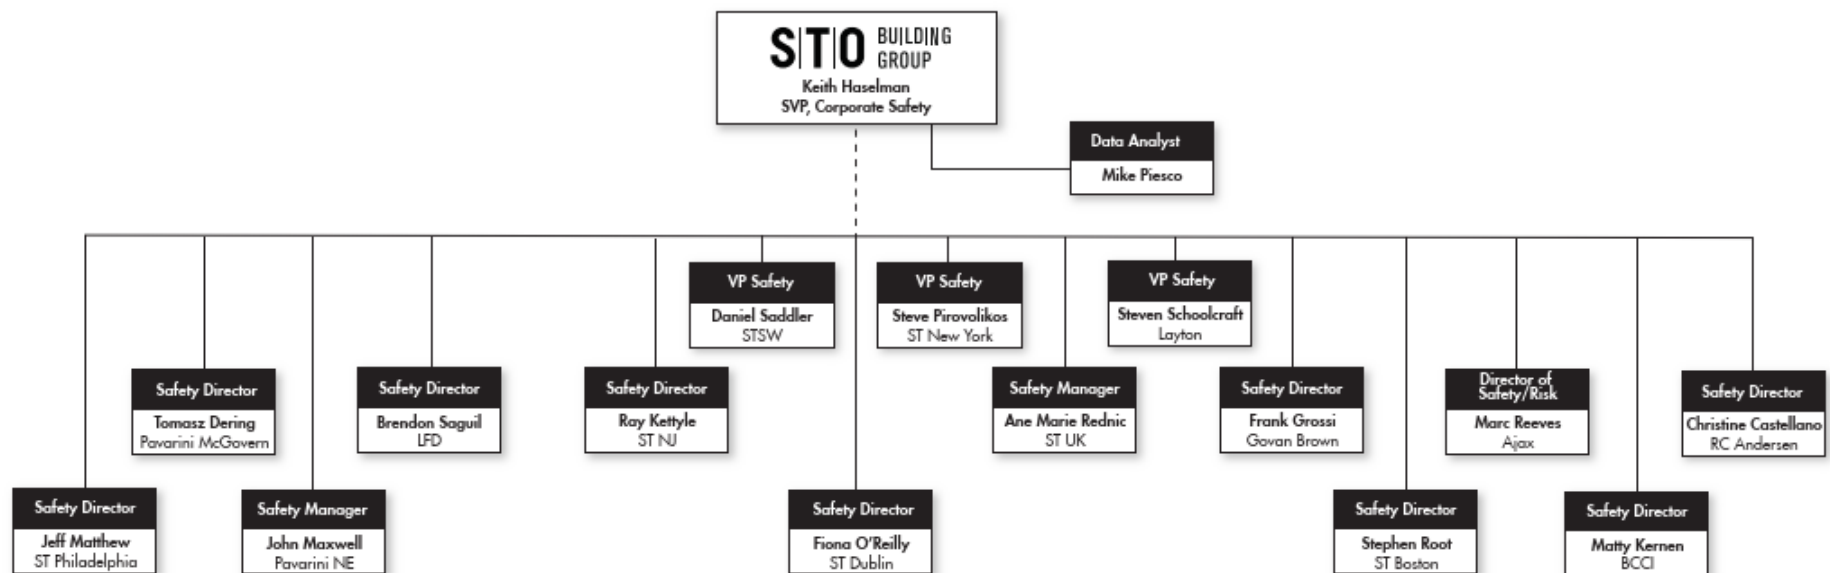 S|T|O BUILDING
GROUP
Keith Haselman
SVP, Corporate Safety
Data Analyst
Mike Piesco
VP Safety
Daniel Saddler
STSW
VP Safety
Steve Pirovolikos
ST New York
VP Safety
Steven Schoolcraft
Layton
Safety Director
Tomasz Dering
Pavarini McGovern
Safety Director
Brendon Saguil
LFD
Safety Director
Ray Kettyle
ST NJ
Safety Manager
Ane Marie Rednic
ST UK
Safety Director
Frank Grossi
Govan Brown
Director of
Safety/Risk
Marc Reeves
Ajax
Safety Director
Christine Castellano
RC Andersen
Safety Director
Jeff Matthew
ST Philadelphia
Safety Manager
John Maxwell
Pavarini NE
Safety Director
Fiona O'Reilly
ST Dublin
Safety Director
Stephen Root
ST Boston
Safety Director
Matty Kernen
BCCI